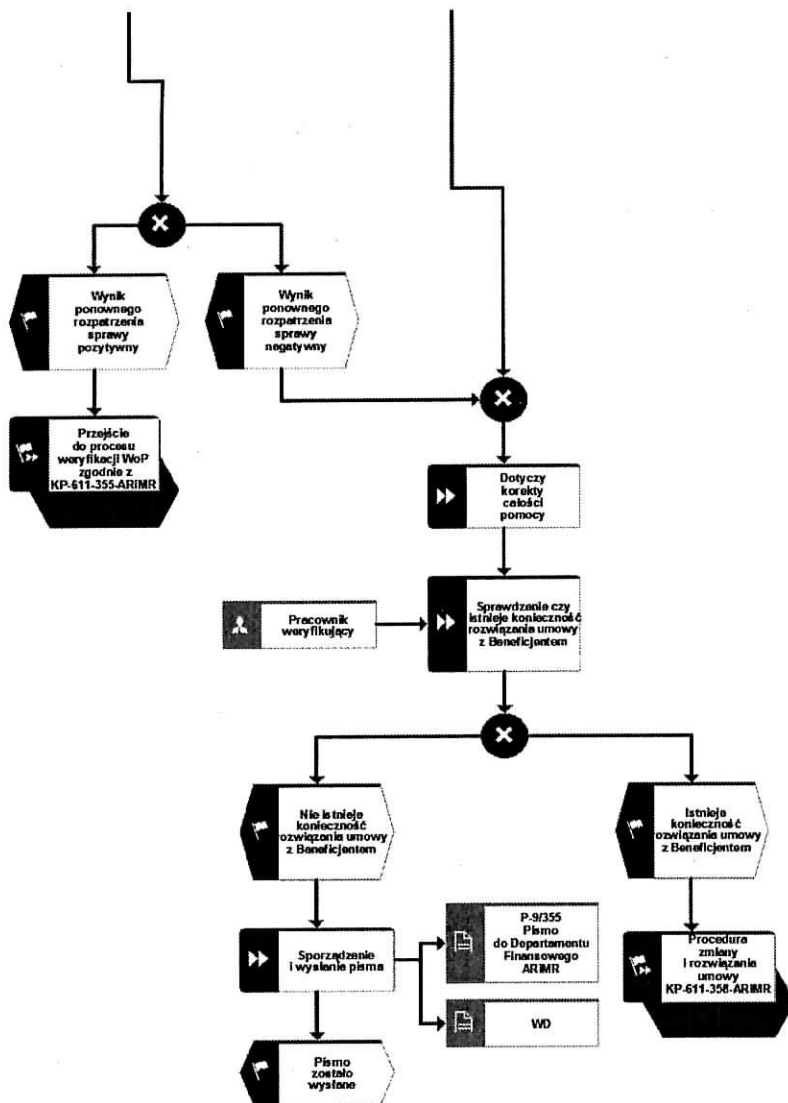 Wynik
ponownego
rozpatrzenia
sprawy
pozytywny
Wynik
ponownego
rozpatrzenia
sprawy
negatywny
Przejście
do procesu
weryfikacji WoP
zgodnie z
KP-611-355-ARiMR
Dotyczy
korekty
całości
pomocy
Pracownik
weryfikujący
Sprawdzenie czy
istnieje konieczność
rozwiązania umowy
z Beneficjentem
Nie istnieje
konieczność
rozwiązania umowy
z Beneficjentem
Istnieje
konieczność
rozwiązania umowy
z Beneficjentem
Sporządzenie
i wysłanie pisma
P-9/355
Pismo
do Departamentu
Finansowego
ARiMR
WD
Procedura
zmiany
i rozwiązania
umowy
KP-611-358-ARiMR
Pismo
zostało
wysłane